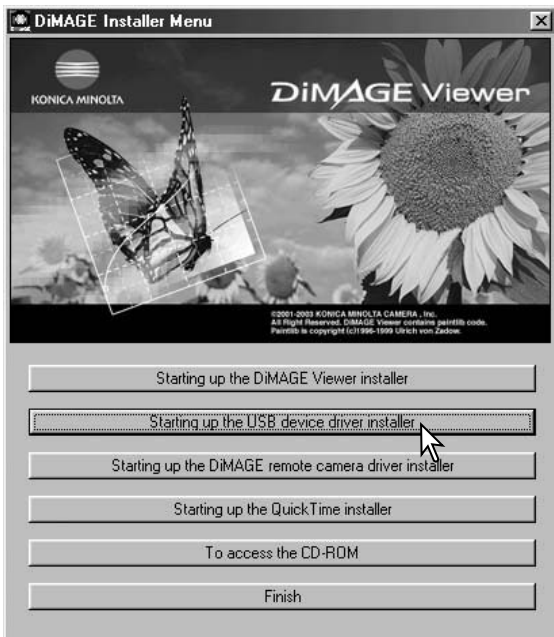 DiMAGE Installer Menu
KONICA MINOLTA
DiMAGE Viewer
©2001-2003 KONICA MINOLTA CAMERA , Inc.
All Right Reserved. DiMAGE Viewer contains paintlib code.
Paintlib is copyright (c)1996-1999 Ulrich von Zadow.
Starting up the DiMAGE Viewer installer
Starting up the USB device driver installer
Starting up the DiMAGE remote camera driver installer
Starting up the QuickTime installer
To access the CD-ROM
Finish